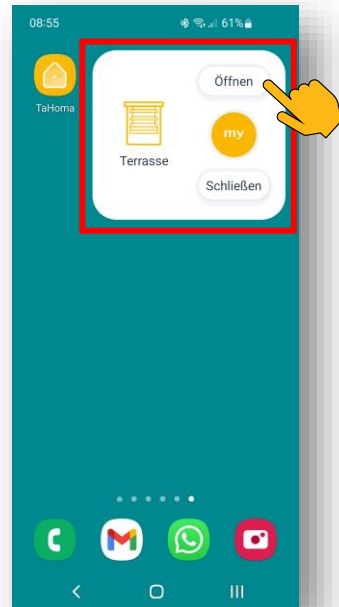 08:55
61%
TaHoma
Öffnen
my
Terrasse
Schließen